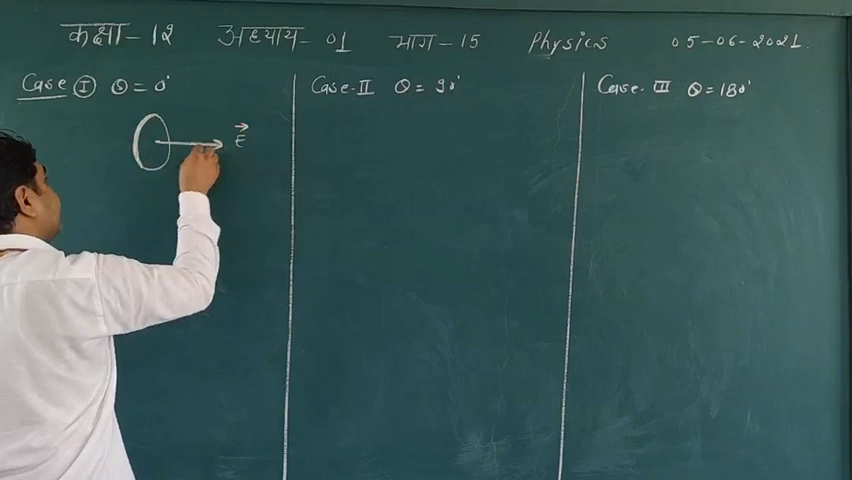 कक्षा-12 अध्याय-01 भाग-15 Physics 05-06-2021.
Case I θ=0°
E
Case-II θ=90°
Case-III θ=180°